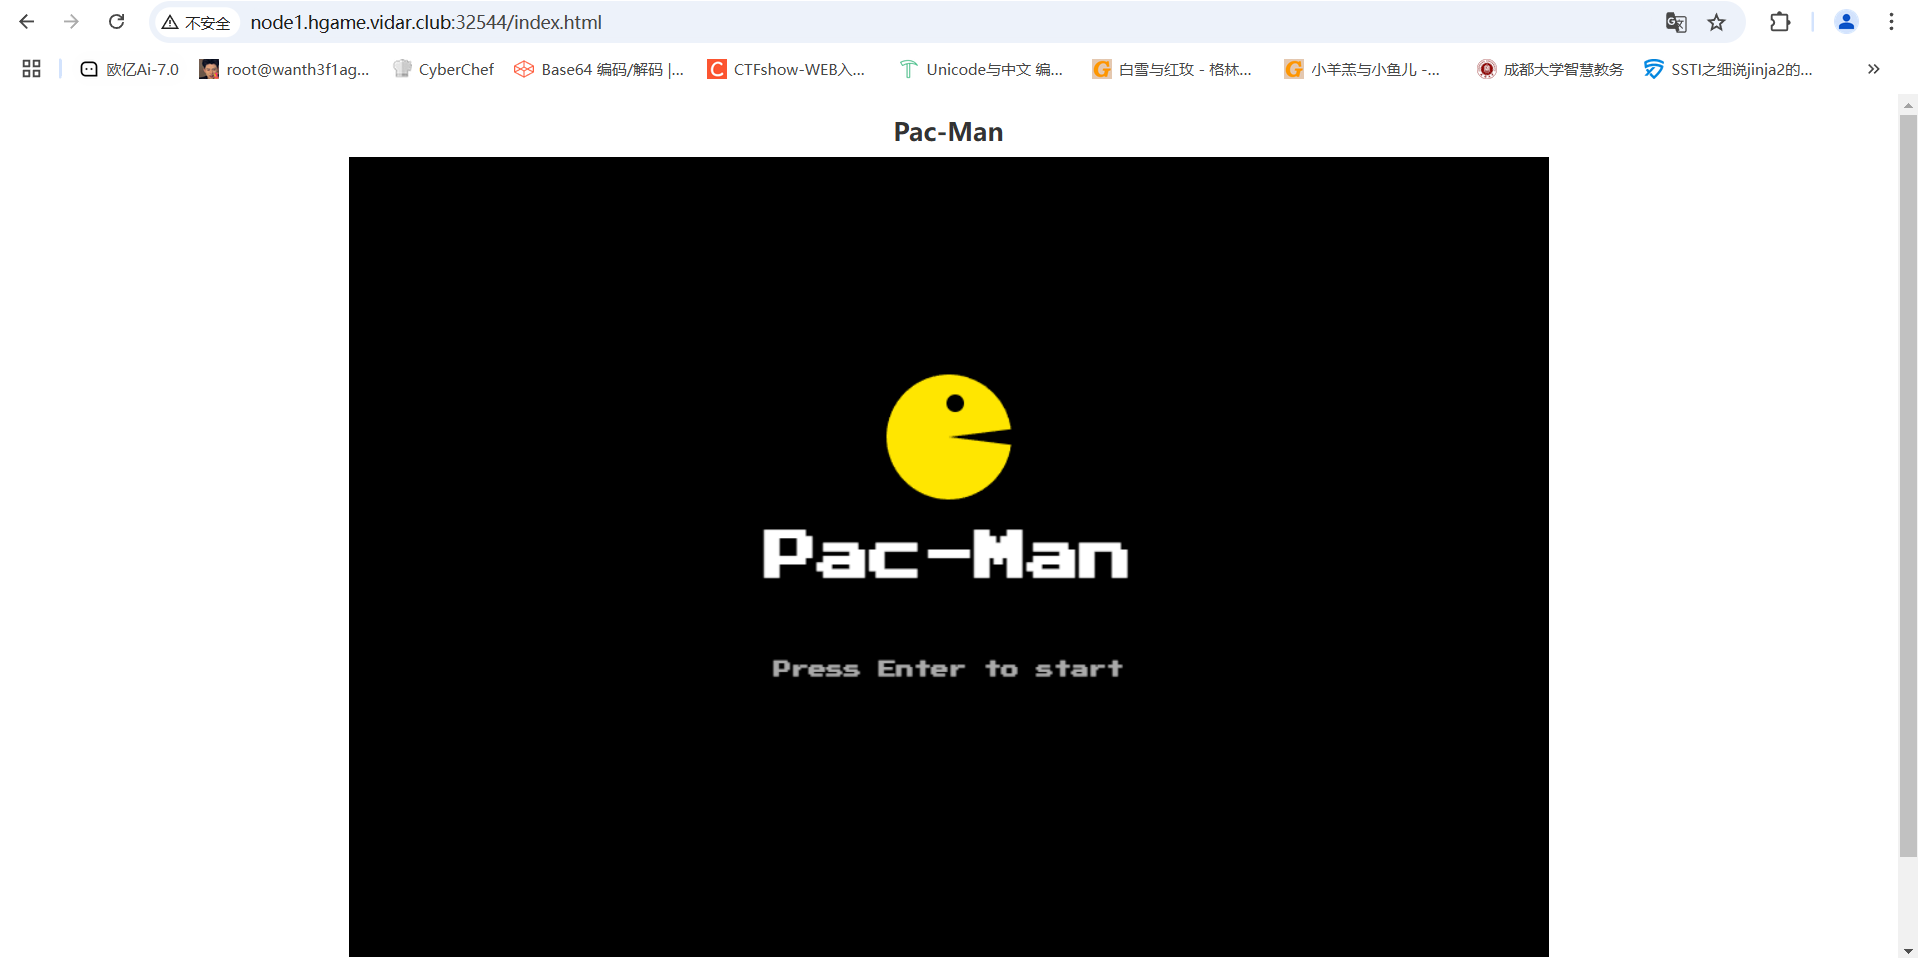 不安全 node1.hgame.vidar.club:32544/index.html
欧亿Ai-7.0 root@wanth3f1ag... CyberChef Base64 编码/解码 |... CTFshow-WEB入... Unicode与中文 编... 白雪与红玫 - 格林... 小羊羔与小鱼儿 -... 成都大学智慧教务 SSTI之细说jinja2的...
Pac-Man
Pac-Man
Press Enter to start